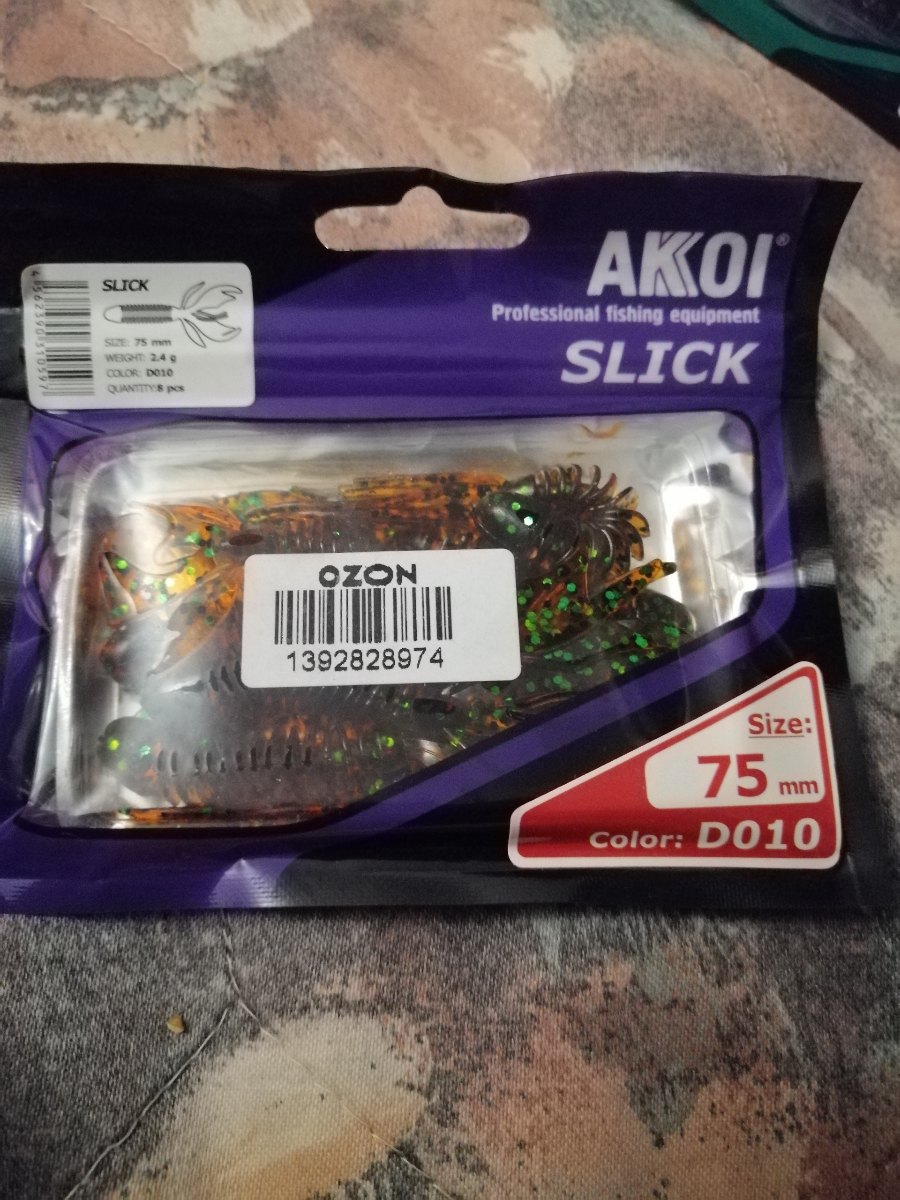 AKKOI®
Professional fishing equipment
SLICK
SLICK
SIZE: 75 mm
WEIGHT: 2.4 g
COLOR: D010
QUANTITY: 8 pcs
OZON
1392828974
Size:
75 mm
Color: D010